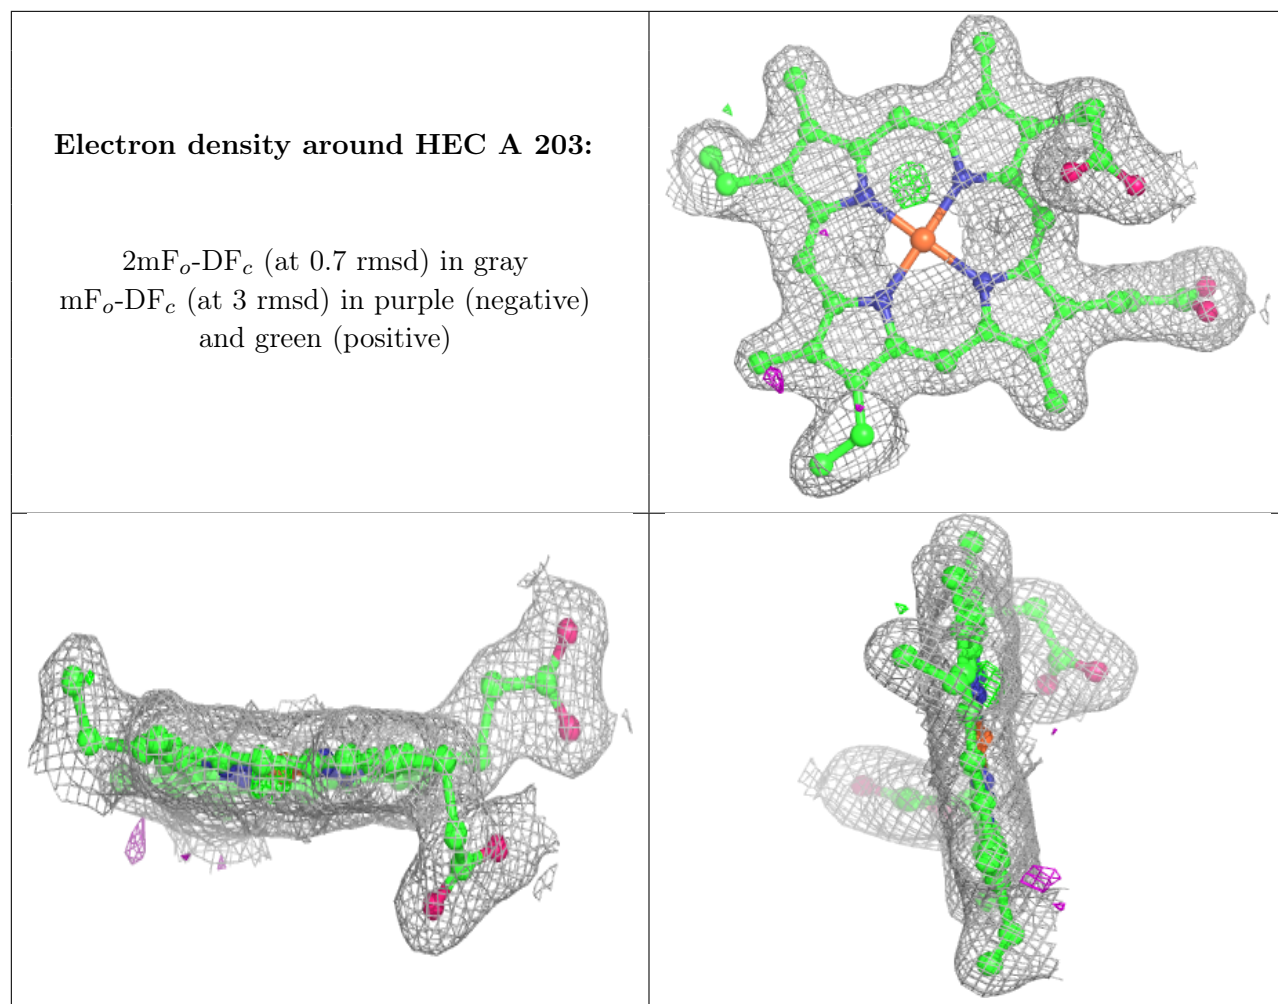 Electron density around HEC A 203:
2mFo-DFc (at 0.7 rmsd) in gray
mFo-DFc (at 3 rmsd) in purple (negative)
and green (positive)